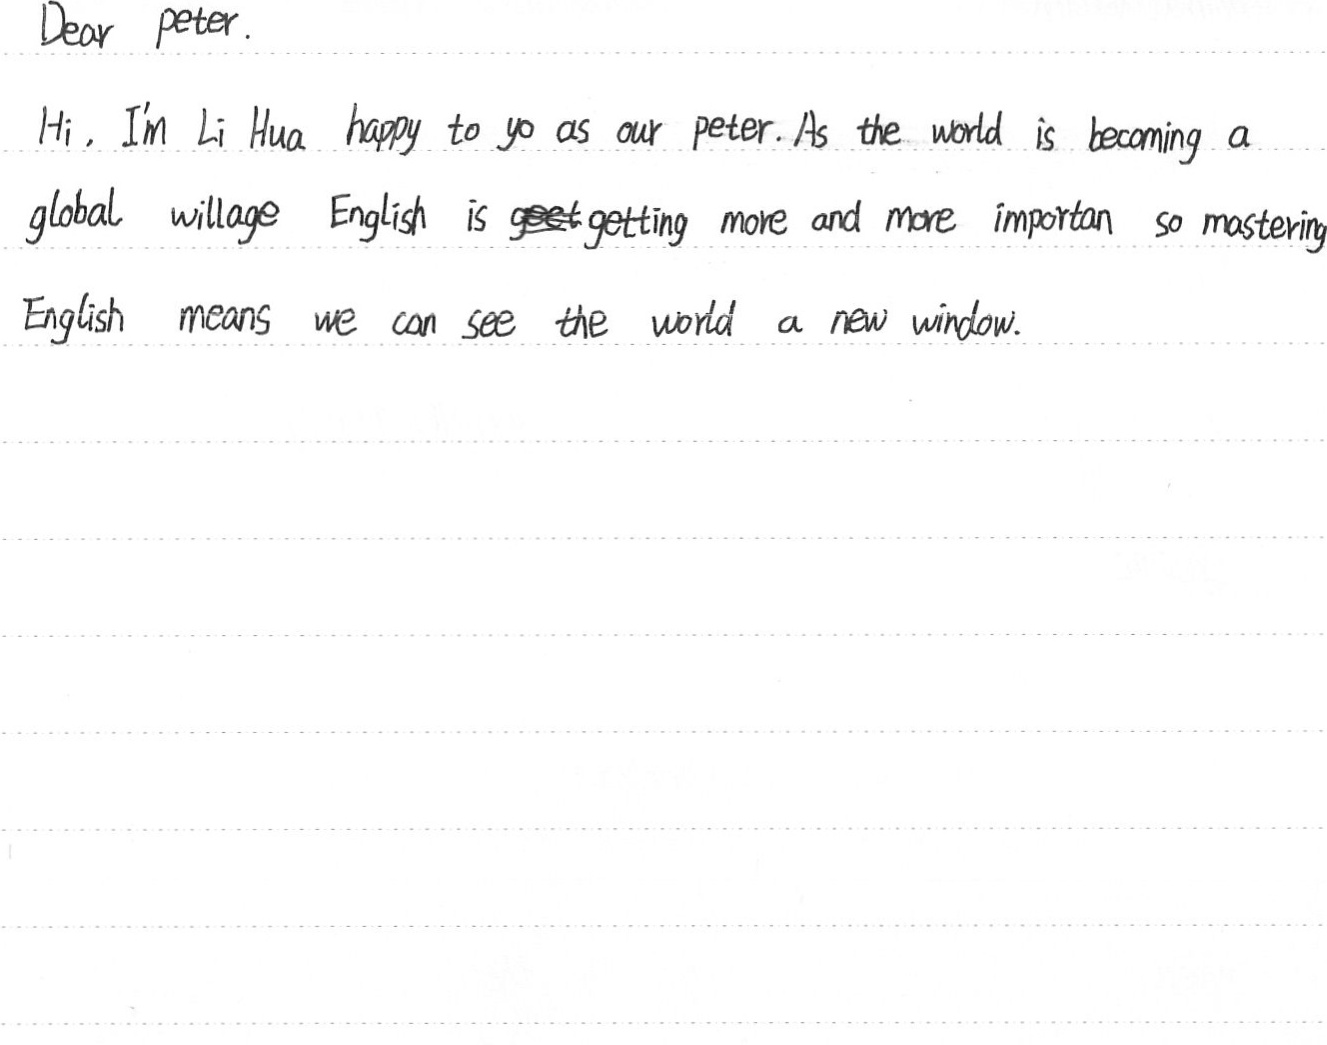 Dear peter.
Hi, I'm Li Hua happy to yo as our peter. As the world is becoming a
global willage English is getting more and more importan so mastering
English means we can see the world a new window.